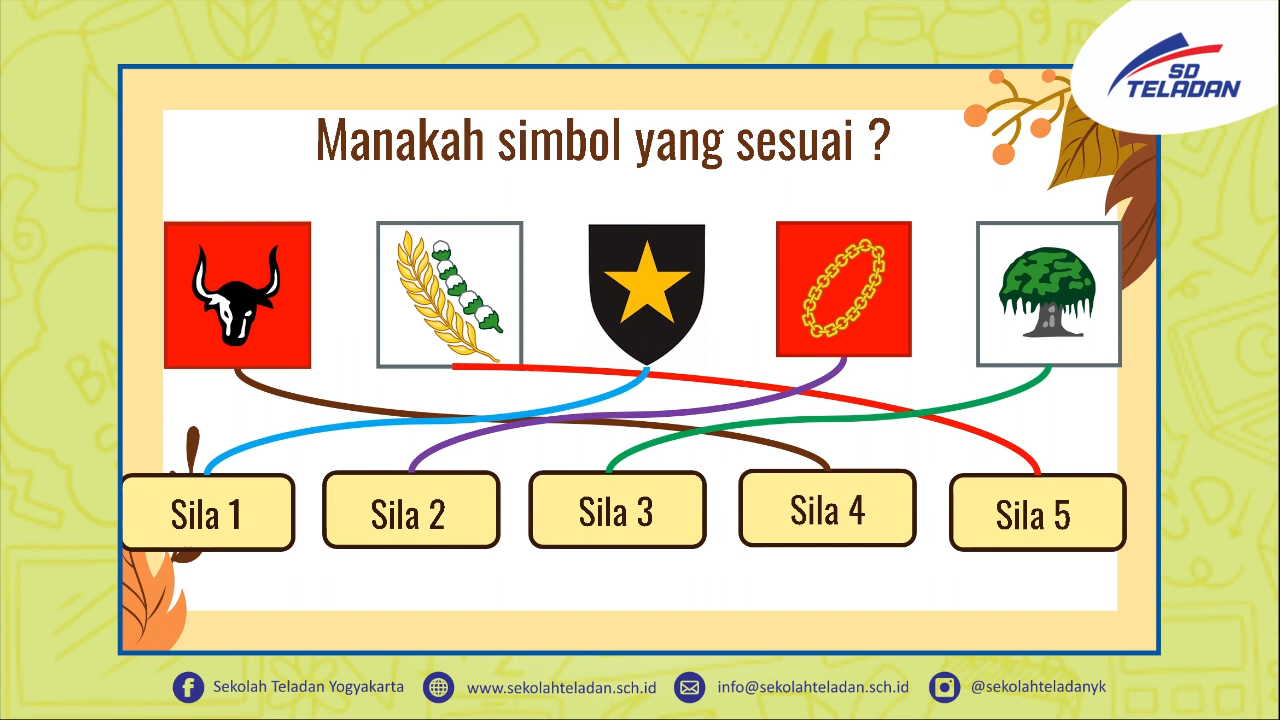 SD
TELADAN
Manakah simbol yang sesuai ?
Sila 1
Sila 2
Sila 3
Sila 4
Sila 5
Sekolah Teladan Yogyakarta
www.sekolahteladan.sch.id
info@sekolahteladan.sch.id
@sekolahteladanyk